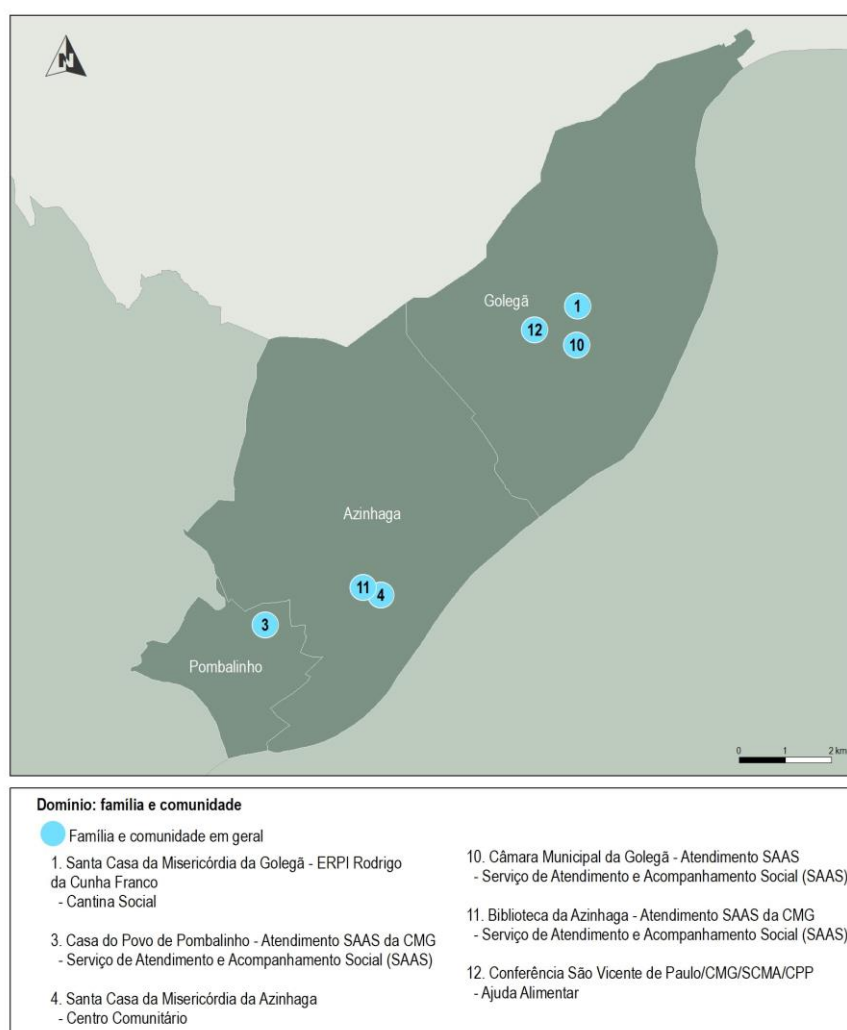 N
Golegã
1
12
10
Azinhaga
11
4
3
Pombalinho
0 1 2 km
Domínio: família e comunidade
Família e comunidade em geral
1. Santa Casa da Misericórdia da Golegã - ERPI Rodrigo
da Cunha Franco
- Cantina Social
3. Casa do Povo de Pombalinho - Atendimento SAAS da CMG
- Serviço de Atendimento e Acompanhamento Social (SAAS)
4. Santa Casa da Misericórdia da Azinhaga
- Centro Comunitário
10. Câmara Municipal da Golegã - Atendimento SAAS
- Serviço de Atendimento e Acompanhamento Social (SAAS)
11. Biblioteca da Azinhaga - Atendimento SAAS da CMG
- Serviço de Atendimento e Acompanhamento Social (SAAS)
12. Conferência São Vicente de Paulo/CMG/SCMA/CPP
- Ajuda Alimentar